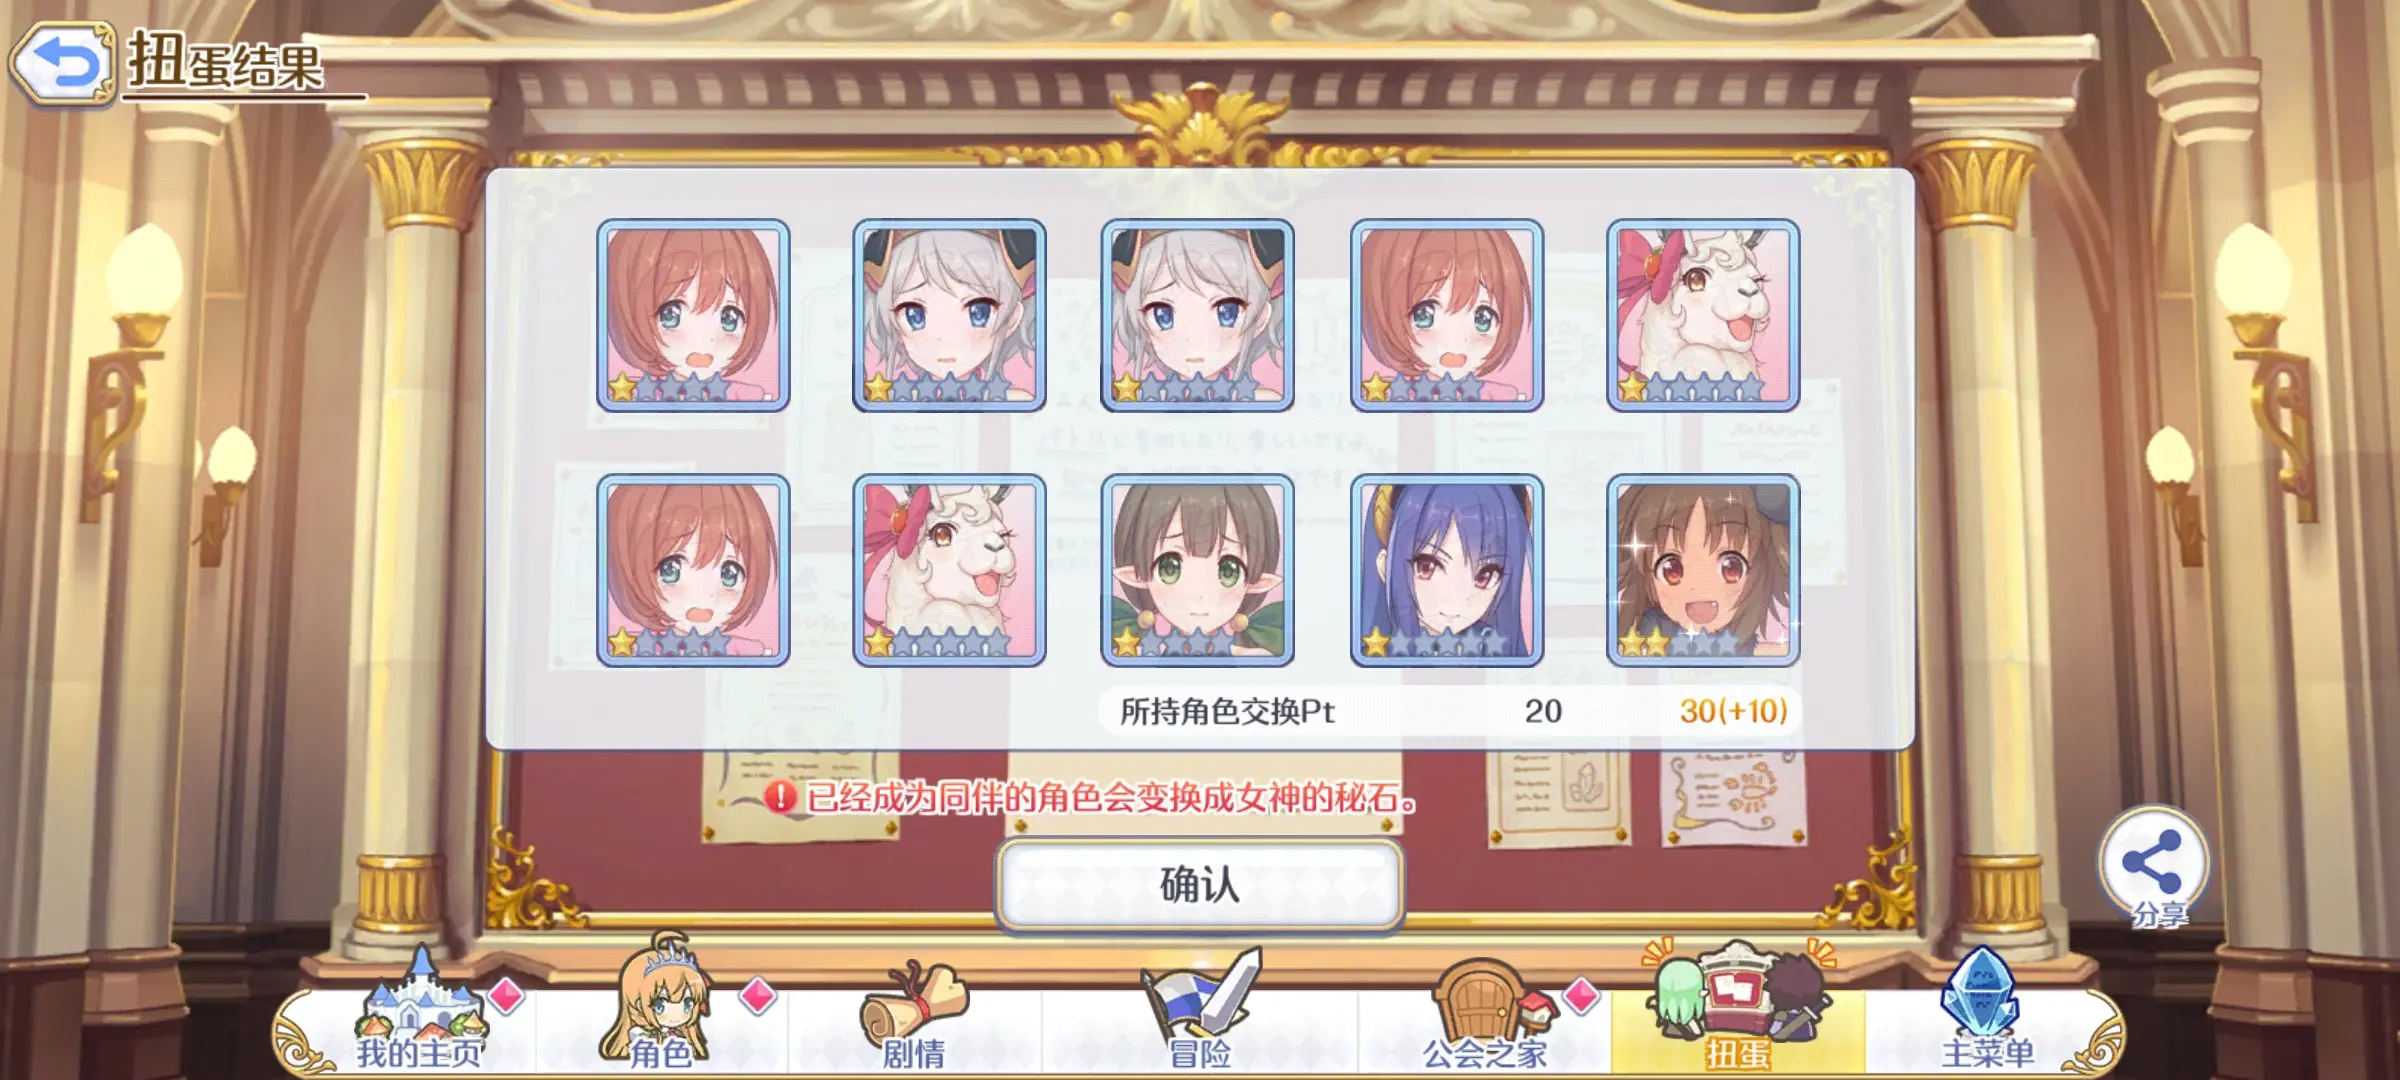 扭蛋结果
所持角色交换Pt 20 30(+10)
已经成为同伴的角色会变换成女神的秘石。
确认
分享
我的主页 角色 剧情 冒险 公会之家 扭蛋 主菜单